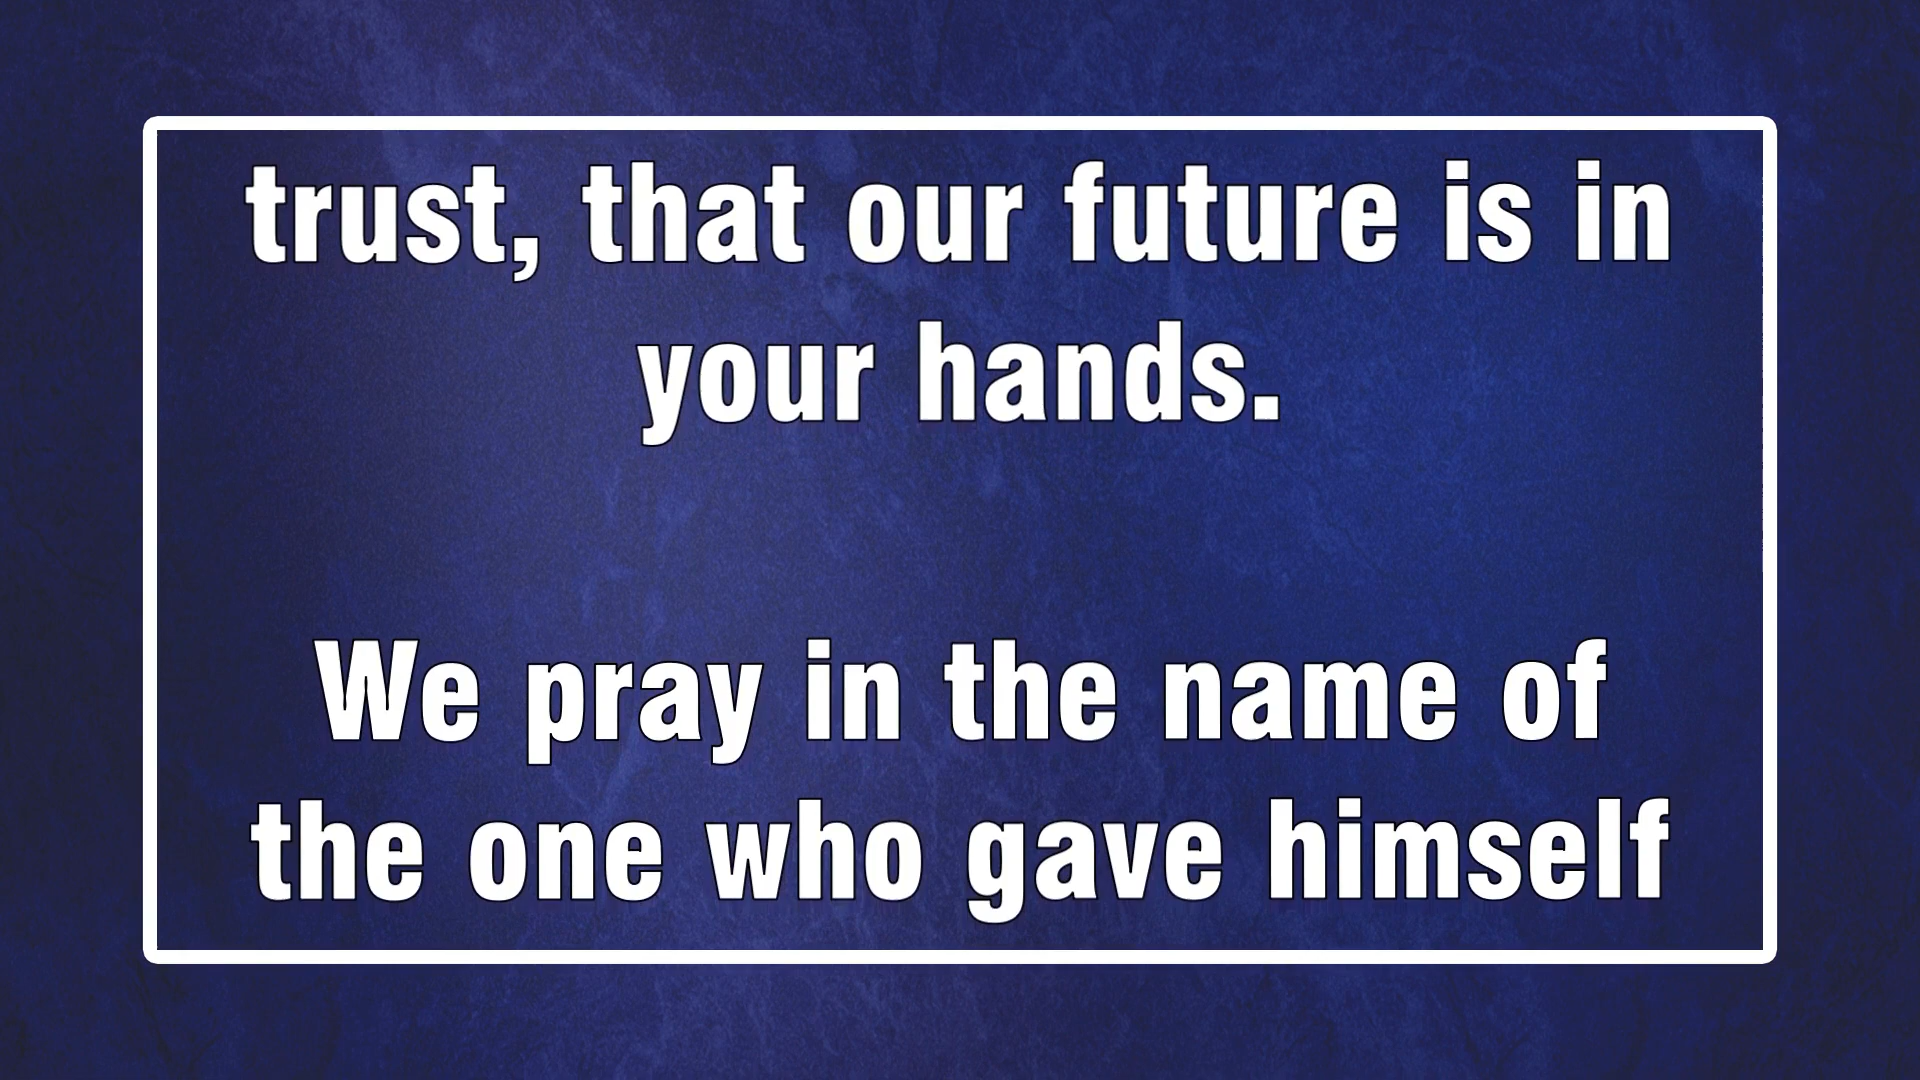 trust, that our future is in
your hands.
We pray in the name of
the one who gave himself